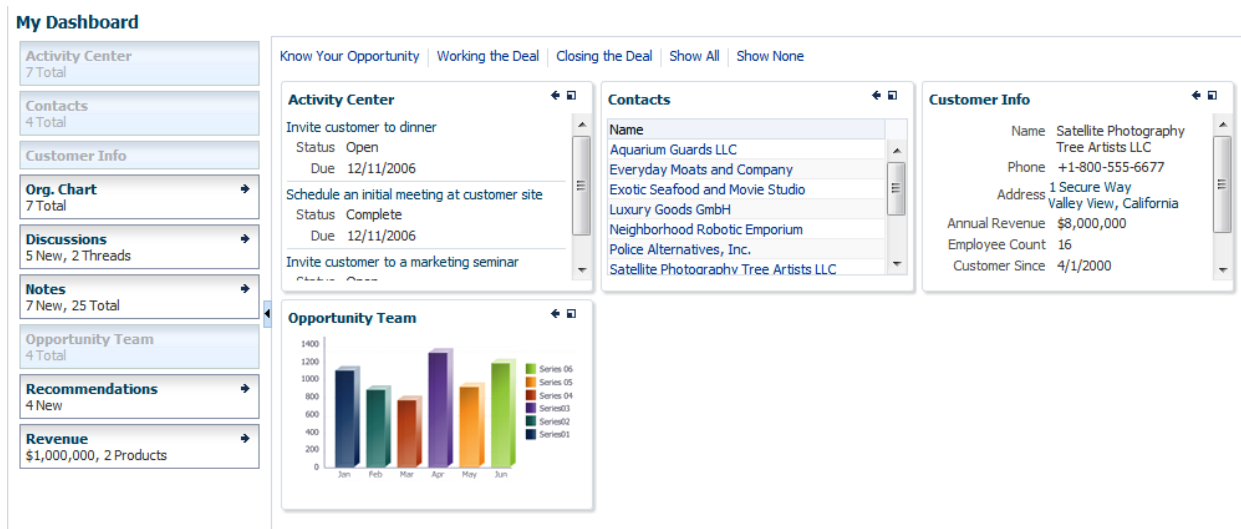 My Dashboard
Activity Center
7 Total
Contacts
4 Total
Customer Info
Org. Chart
7 Total
Discussions
5 New, 2 Threads
Notes
7 New, 25 Total
Opportunity Team
4 Total
Recommendations
4 New
Revenue
$1,000,000, 2 Products
Know Your Opportunity Working the Deal Closing the Deal Show All Show None
Activity Center
Invite customer to dinner
Status Open
Due 12/11/2006
Schedule an initial meeting at customer site
Status Complete
Due 12/11/2006
Invite customer to a marketing seminar
Status Open
Contacts
Name
Aquarium Guards LLC
Everyday Moats and Company
Exotic Seafood and Movie Studio
Luxury Goods GmbH
Neighborhood Robotic Emporium
Police Alternatives, Inc.
Satellite Photography Tree Artists LLC
Customer Info
Name Satellite Photography
Tree Artists LLC
Phone +1-800-555-6677
Address 1 Secure Way
Valley View, California
Annual Revenue $8,000,000
Employee Count 16
Customer Since 4/1/2000
Opportunity Team
1400
1200
1000
800
600
400
200
0
Jan Feb Mar Apr May Jun
Series 06
Series 05
Series 04
Series03
Series02
Series01